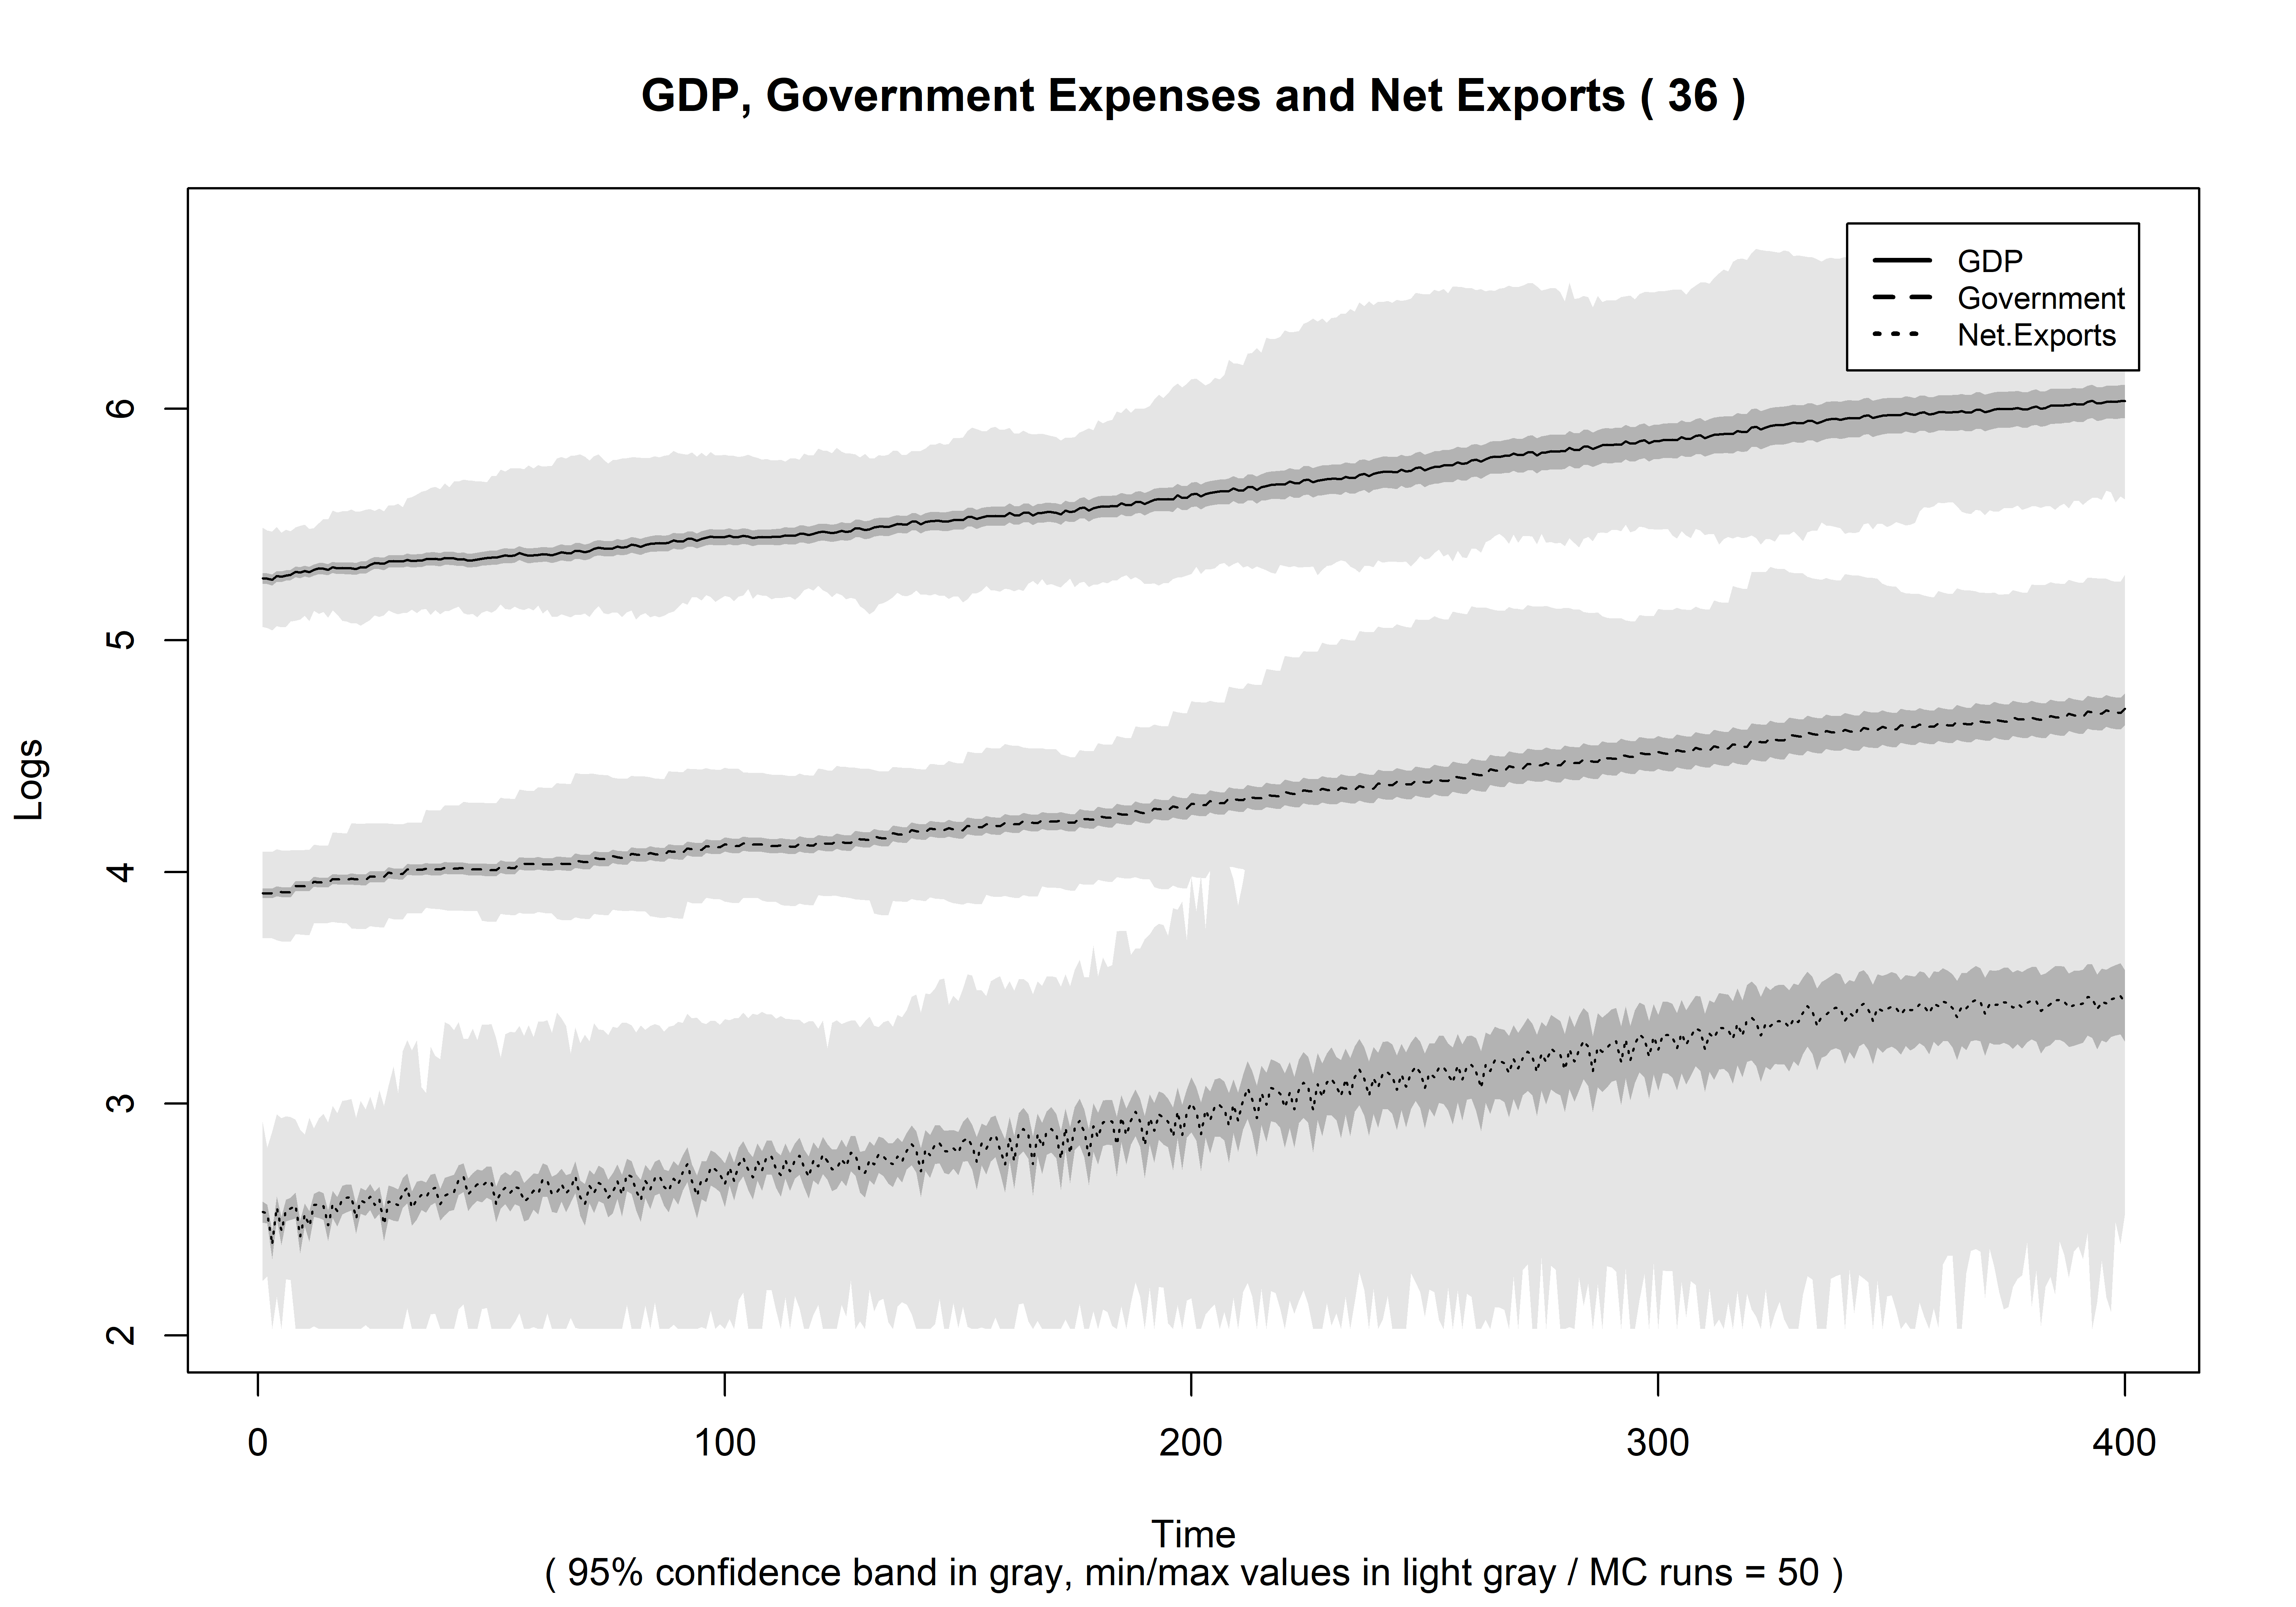 GDP, Government Expenses and Net Exports ( 36 )
GDP
Government
Net.Exports
Logs
6
5
4
3
2
0 100 200 300 400
Time
( 95% confidence band in gray, min/max values in light gray / MC runs = 50 )